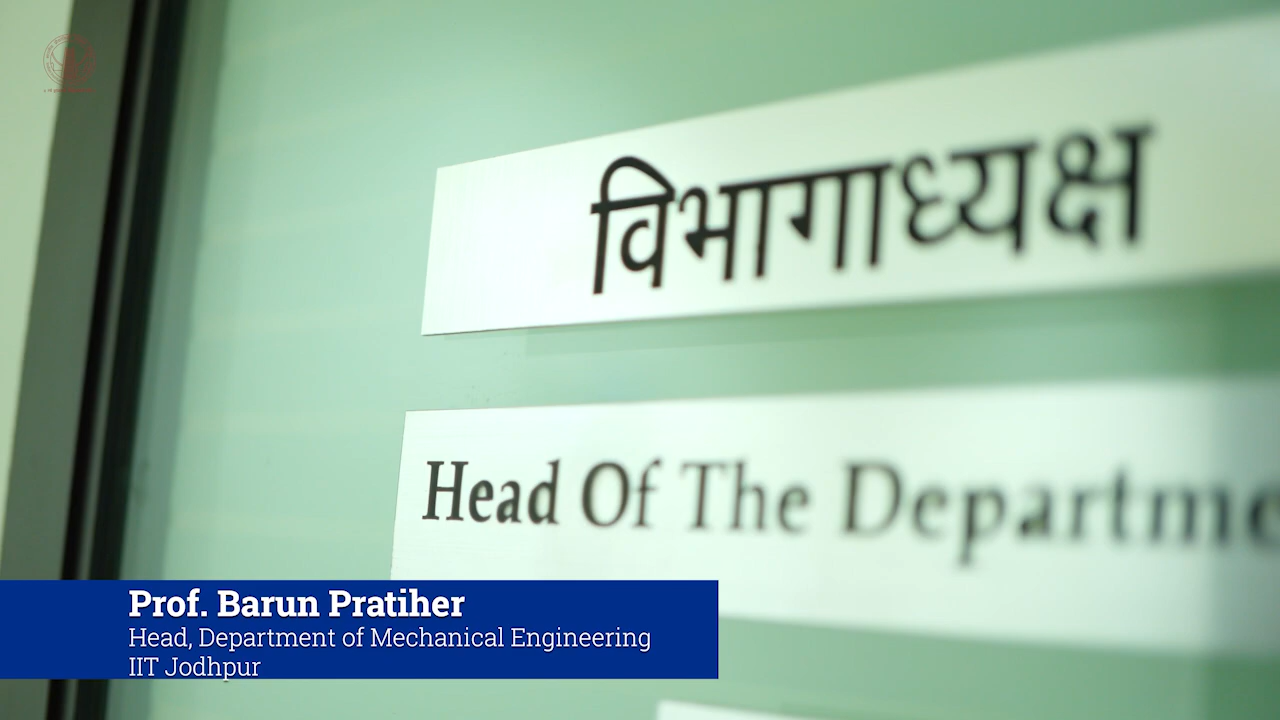 विभागाध्यक्ष
Head Of The Departme
Prof. Barun Pratiher
Head, Department of Mechanical Engineering
IIT Jodhpur